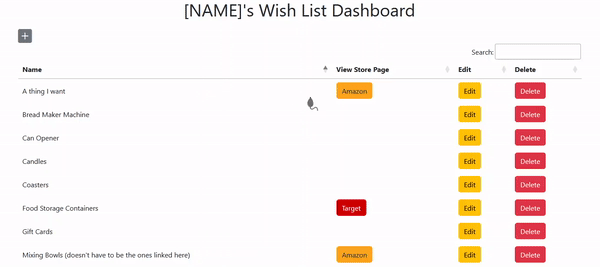 [NAME]'s Wish List Dashboard
+
Search:
Name View Store Page Edit Delete
A thing I want Amazon Edit Delete
Bread Maker Machine Edit Delete
Can Opener Edit Delete
Candles Edit Delete
Coasters Edit Delete
Food Storage Containers Target Edit Delete
Gift Cards Edit Delete
Mixing Bowls (doesn't have to be the ones linked here) Amazon Edit Delete